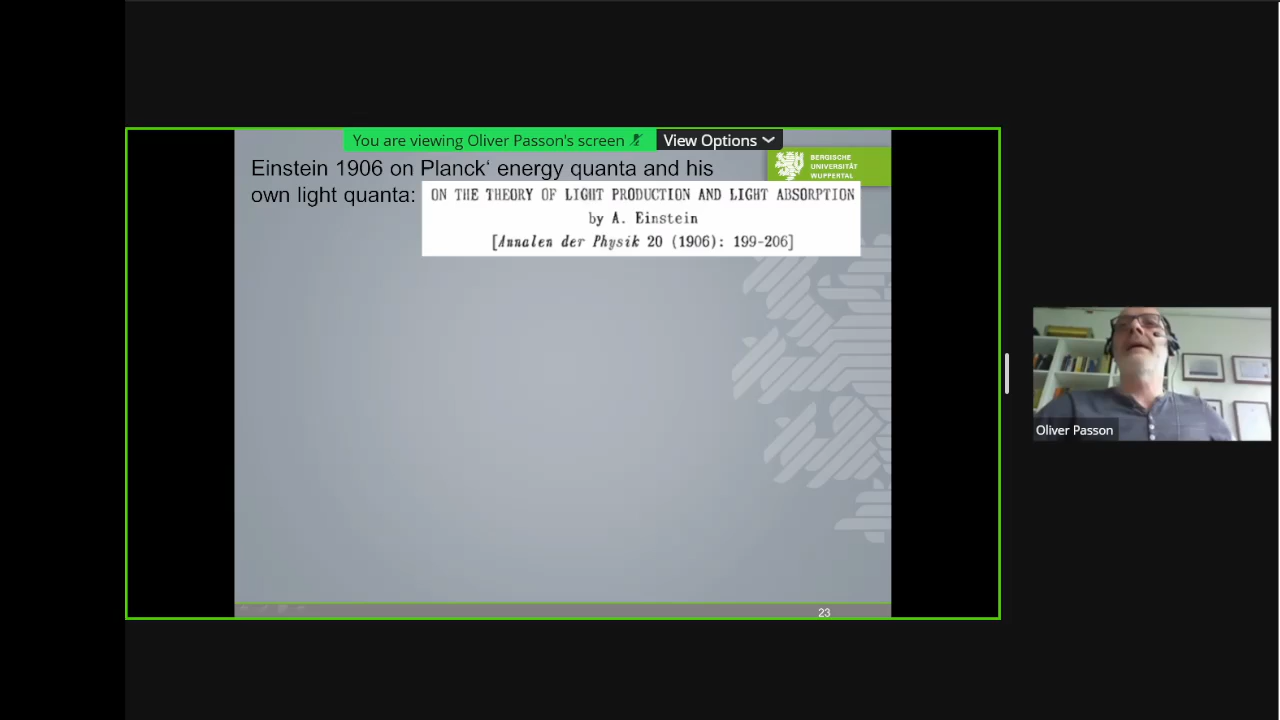 You are viewing Oliver Passon's screen
View Options
Einstein 1906 on Planck‘ energy quanta and his
own light quanta:
BERGISCHE
UNIVERSITÄT
WUPPERTAL
ON THE THEORY OF LIGHT PRODUCTION AND LIGHT ABSORPTION
by A. Einstein
[Annalen der Physik 20 (1906): 199-206]
Oliver Passon
23